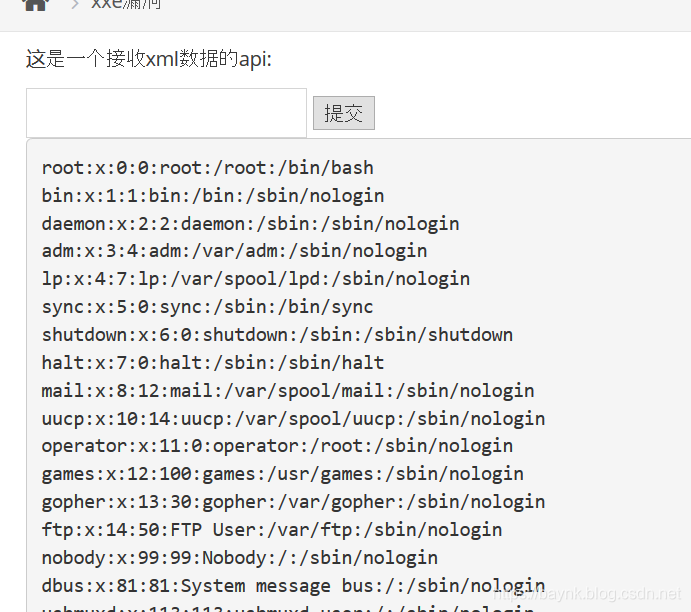 xxe漏洞
这是一个接收xml数据的api:
提交
root:x:0:0:root:/root:/bin/bash
bin:x:1:1:bin:/bin:/sbin/nologin
daemon:x:2:2:daemon:/sbin:/sbin/nologin
adm:x:3:4:adm:/var/adm:/sbin/nologin
lp:x:4:7:lp:/var/spool/lpd:/sbin/nologin
sync:x:5:0:sync:/sbin:/bin/sync
shutdown:x:6:0:shutdown:/sbin:/sbin/shutdown
halt:x:7:0:halt:/sbin:/sbin/halt
mail:x:8:12:mail:/var/spool/mail:/sbin/nologin
uucp:x:10:14:uucp:/var/spool/uucp:/sbin/nologin
operator:x:11:0:operator:/root:/sbin/nologin
games:x:12:100:games:/usr/games:/sbin/nologin
gopher:x:13:30:gopher:/var/gopher:/sbin/nologin
ftp:x:14:50:FTP User:/var/ftp:/sbin/nologin
nobody:x:99:99:Nobody:/:/sbin/nologin
dbus:x:81:81:System message bus:/:/sbin/nologin
https://baynk.blog.csdn.net
usbmuxd:x:113:113:usbmuxd user:/:/sbin/nologin